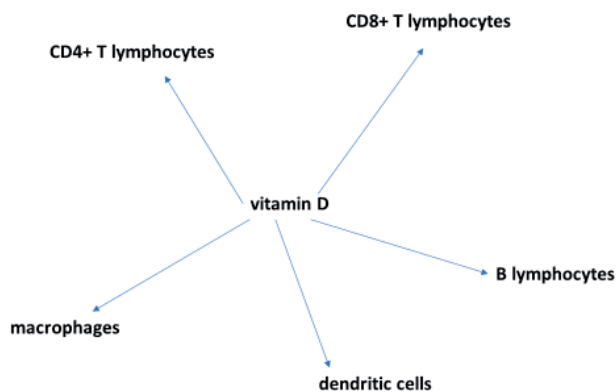 CD8+ T lymphocytes
CD4+ T lymphocytes
vitamin D
B lymphocytes
macrophages
dendritic cells